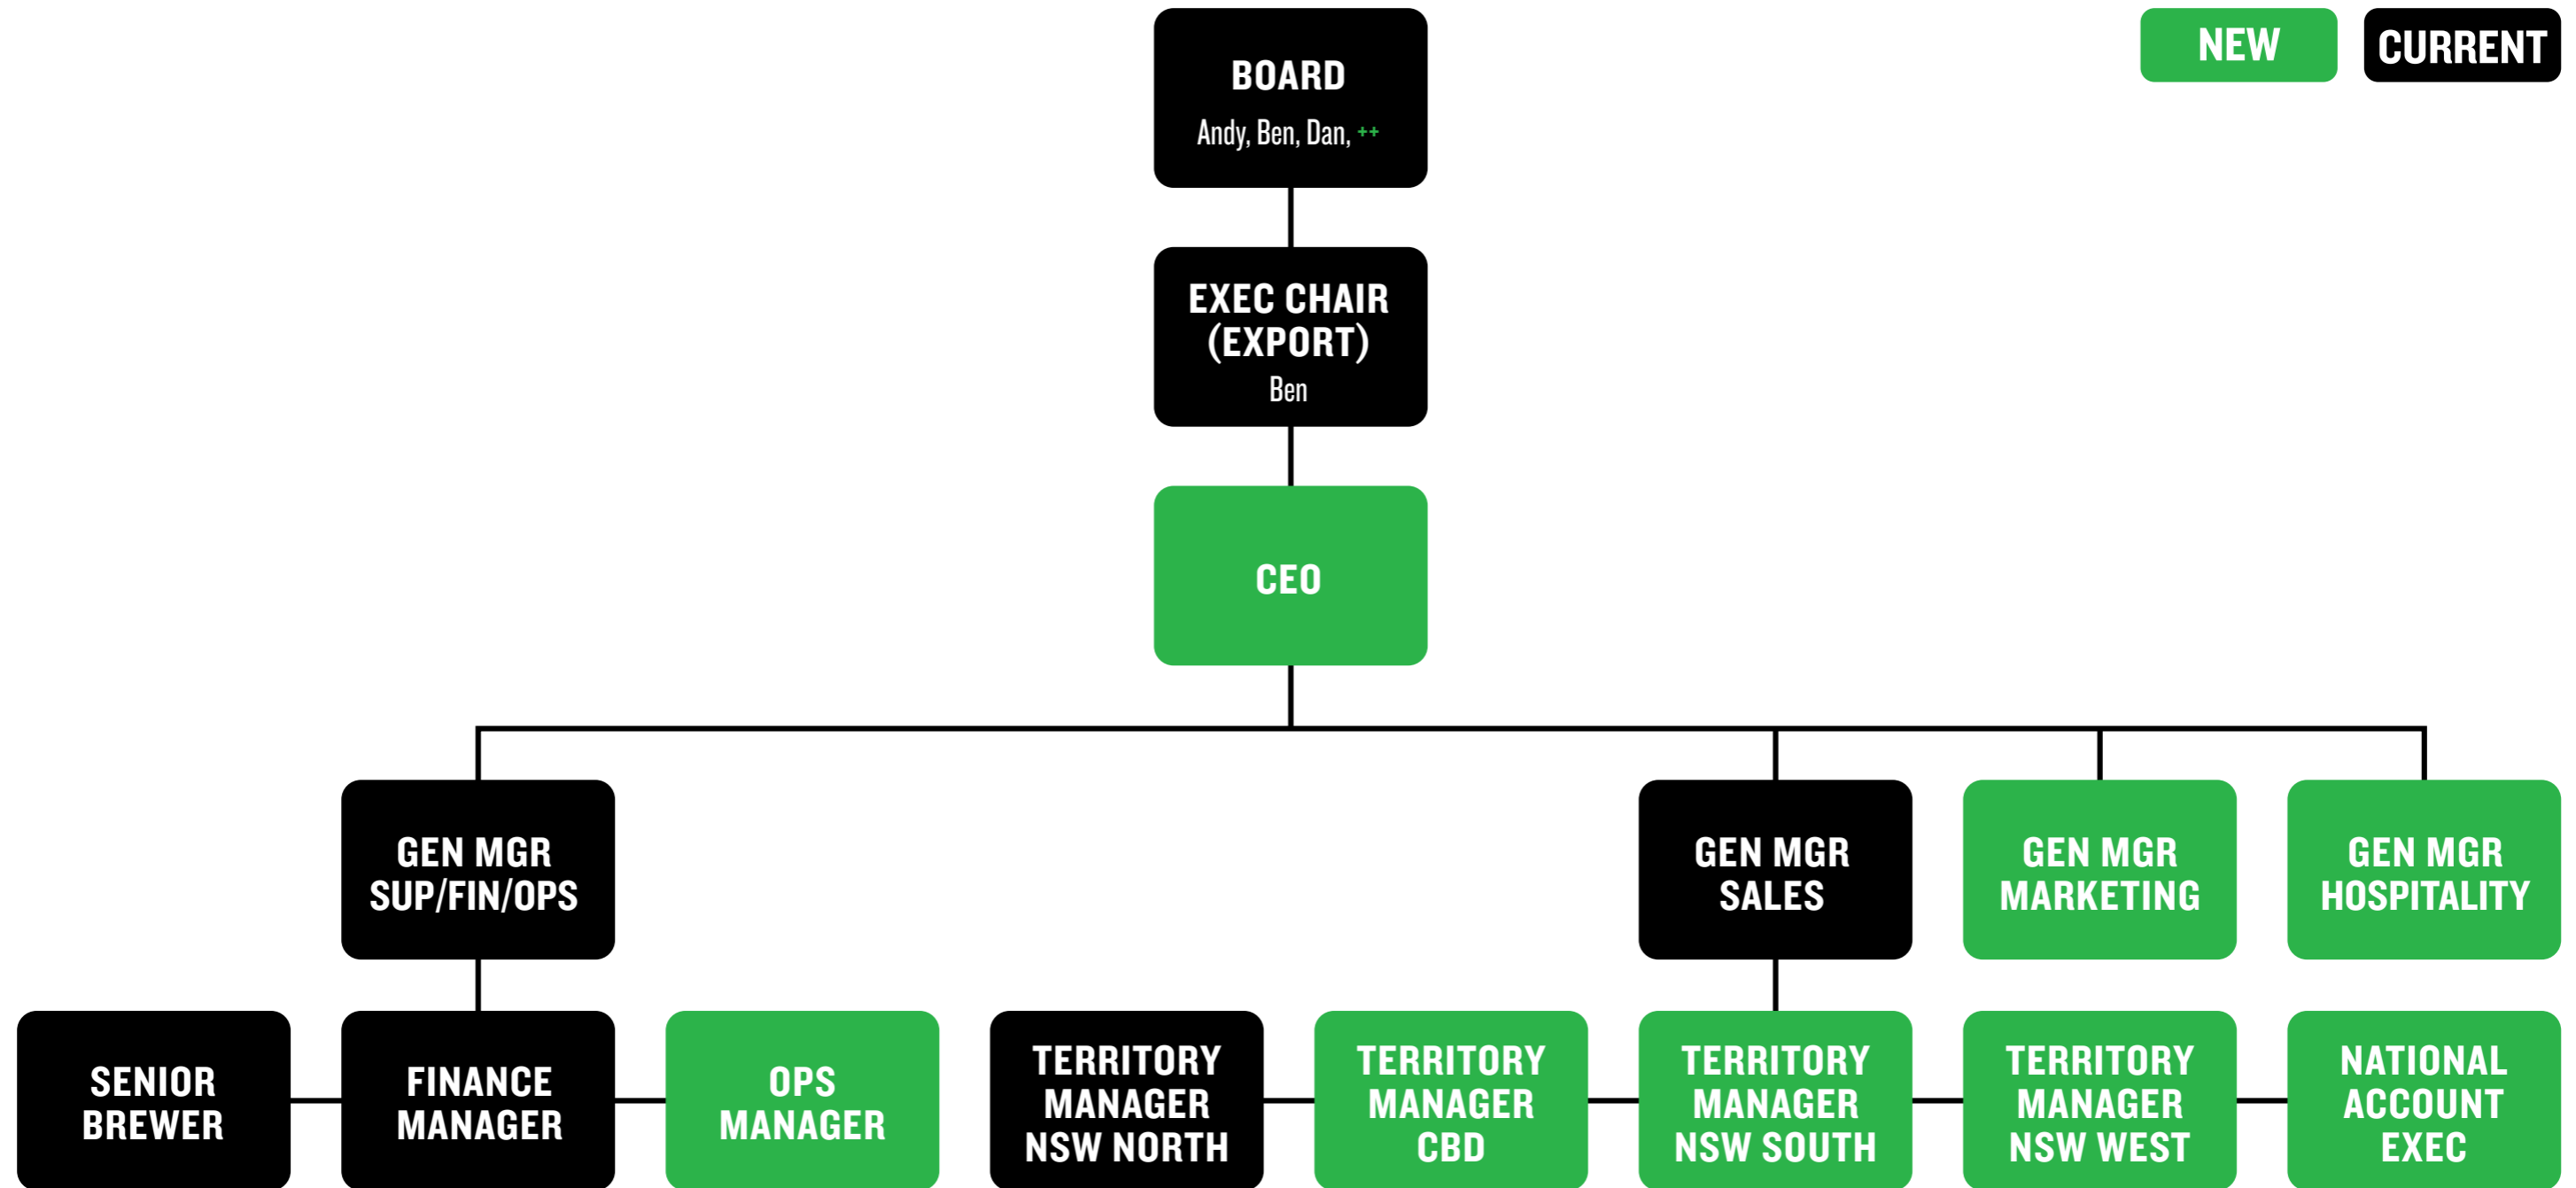 NEW
CURRENT
BOARD
Andy, Ben, Dan, ++
EXEC CHAIR
(EXPORT)
Ben
CEO
GEN MGR
SUP/FIN/OPS
GEN MGR
SALES
GEN MGR
MARKETING
GEN MGR
HOSPITALITY
SENIOR
BREWER
FINANCE
MANAGER
OPS
MANAGER
TERRITORY
MANAGER
NSW NORTH
TERRITORY
MANAGER
CBD
TERRITORY
MANAGER
NSW SOUTH
TERRITORY
MANAGER
NSW WEST
NATIONAL
ACCOUNT
EXEC